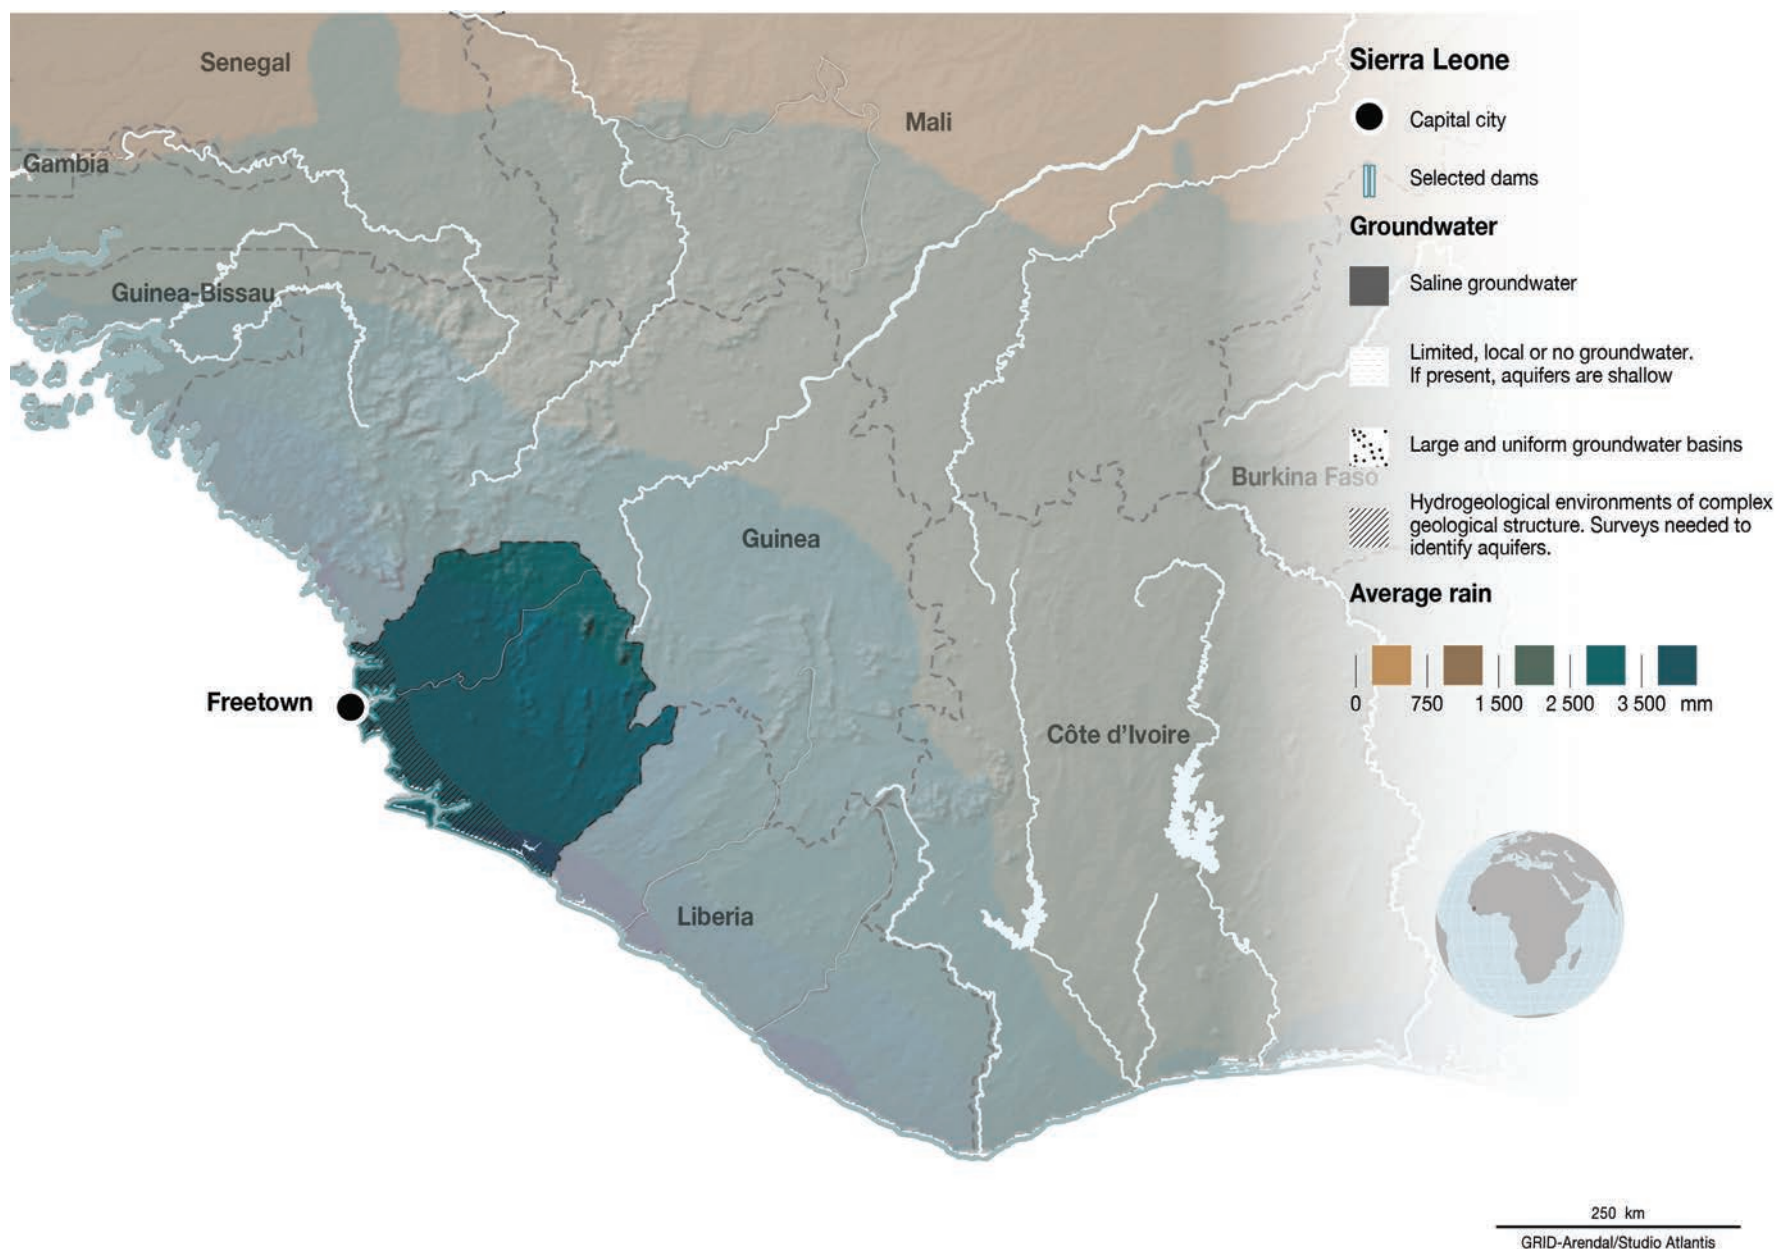 Senegal
Mali
Gambia
Guinea-Bissau
Guinea
Burkina Faso
Freetown
Côte d'Ivoire
Liberia
Sierra Leone
Capital city
Selected dams
Groundwater
Saline groundwater
Limited, local or no groundwater.
If present, aquifers are shallow
Large and uniform groundwater basins
Hydrogeological environments of complex
geological structure. Surveys needed to
identify aquifers.
Average rain
0 750 1 500 2 500 3 500 mm
250 km
GRID-Arendal/Studio Atlantis